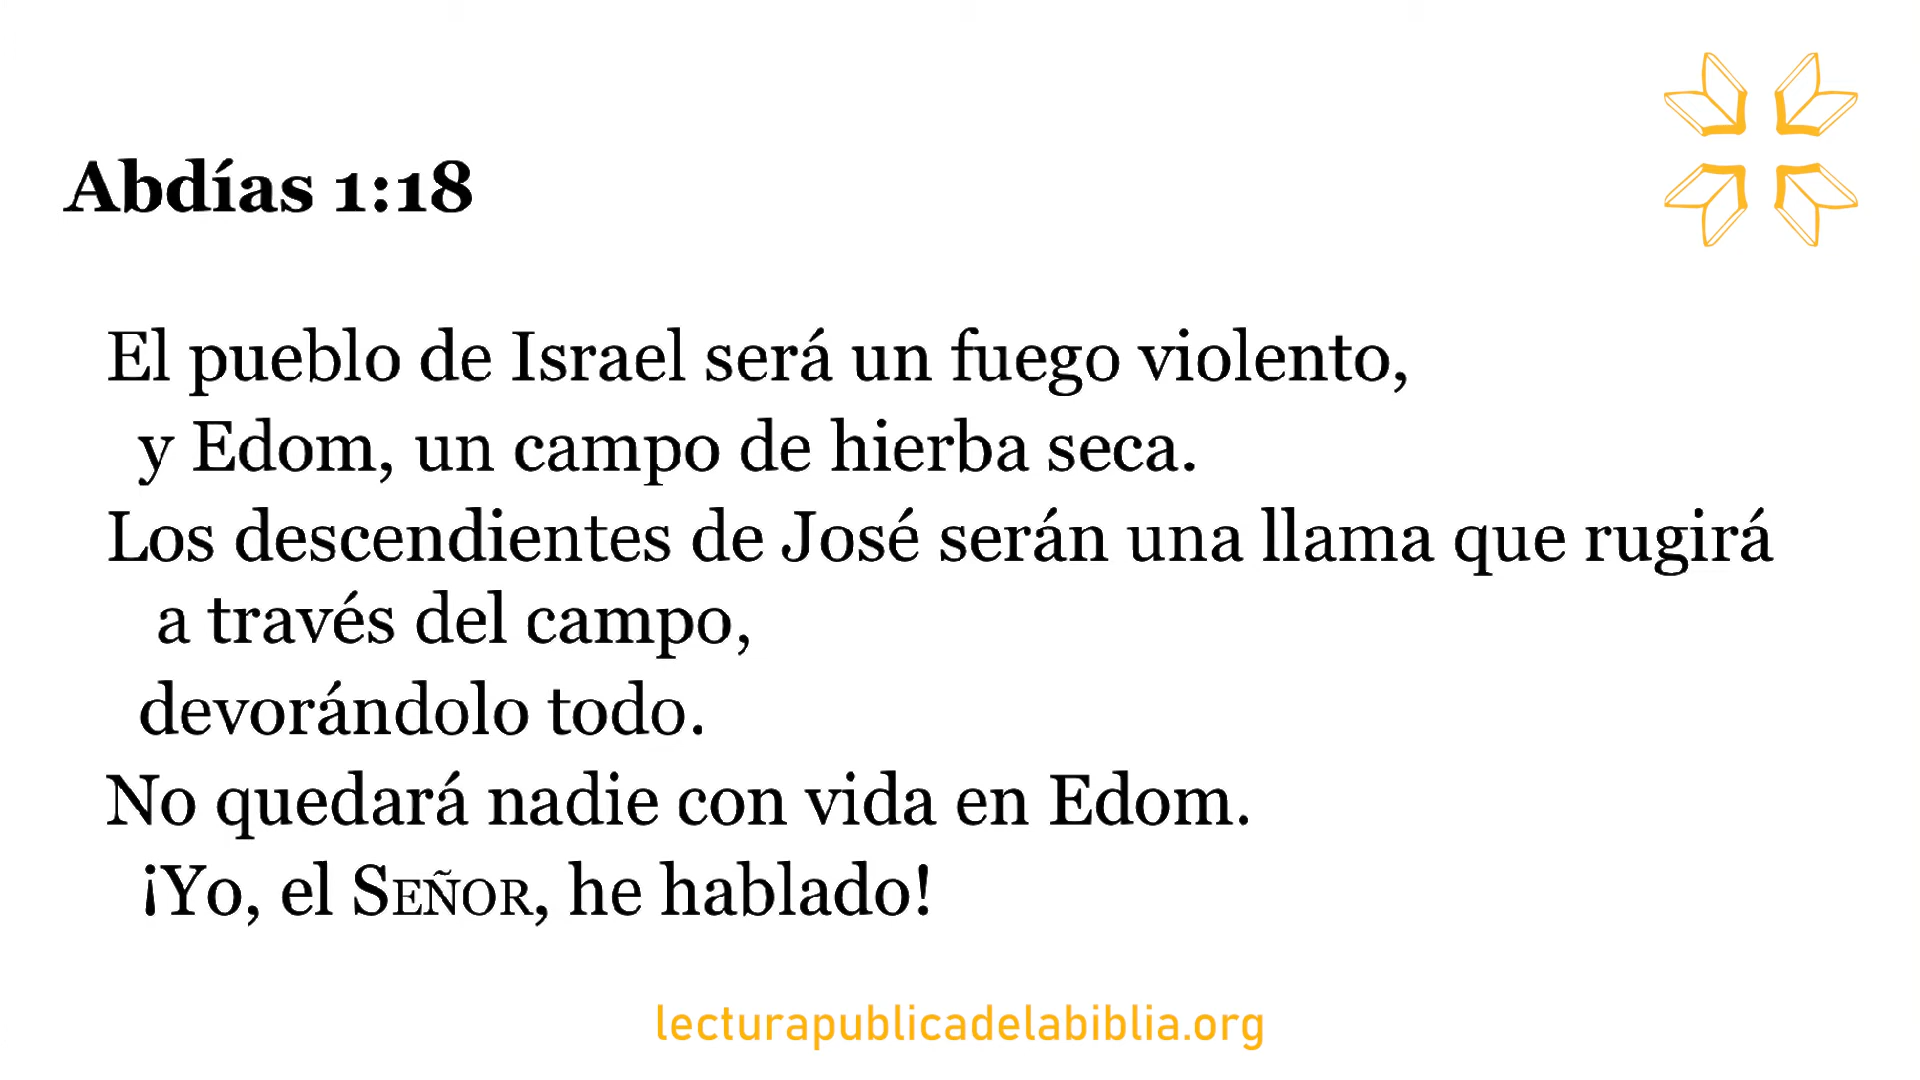 Abdías 1:18
El pueblo de Israel será un fuego violento,
y Edom, un campo de hierba seca.
Los descendientes de José serán una llama que rugirá
a través del campo,
devorándolo todo.
No quedará nadie con vida en Edom.
¡Yo, el SEÑOR, he hablado!
lecturapublicadelabiblia.org